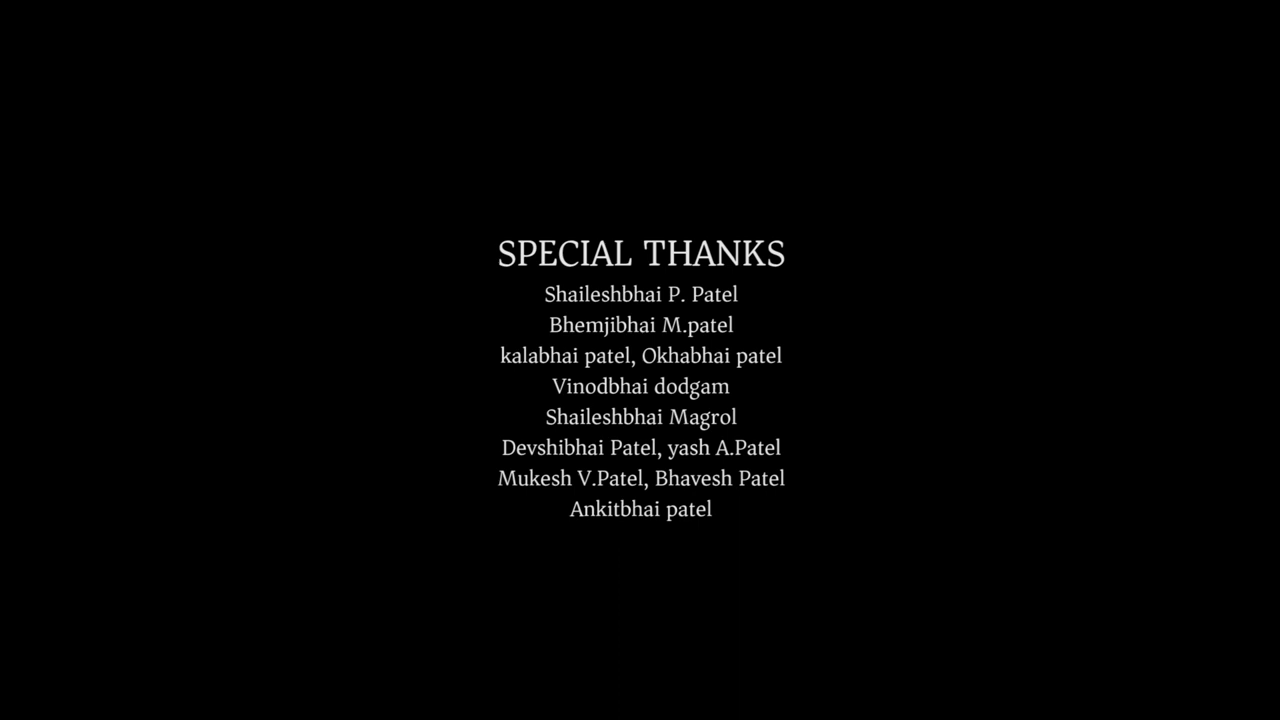 SPECIAL THANKS
Shaileshbhai P. Patel
Bhemjibhai M.patel
kalabhai patel, Okhabhai patel
Vinodbhai dodgam
Shaileshbhai Magrol
Devshibhai Patel, yash A.Patel
Mukesh V.Patel, Bhavesh Patel
Ankitbhai patel